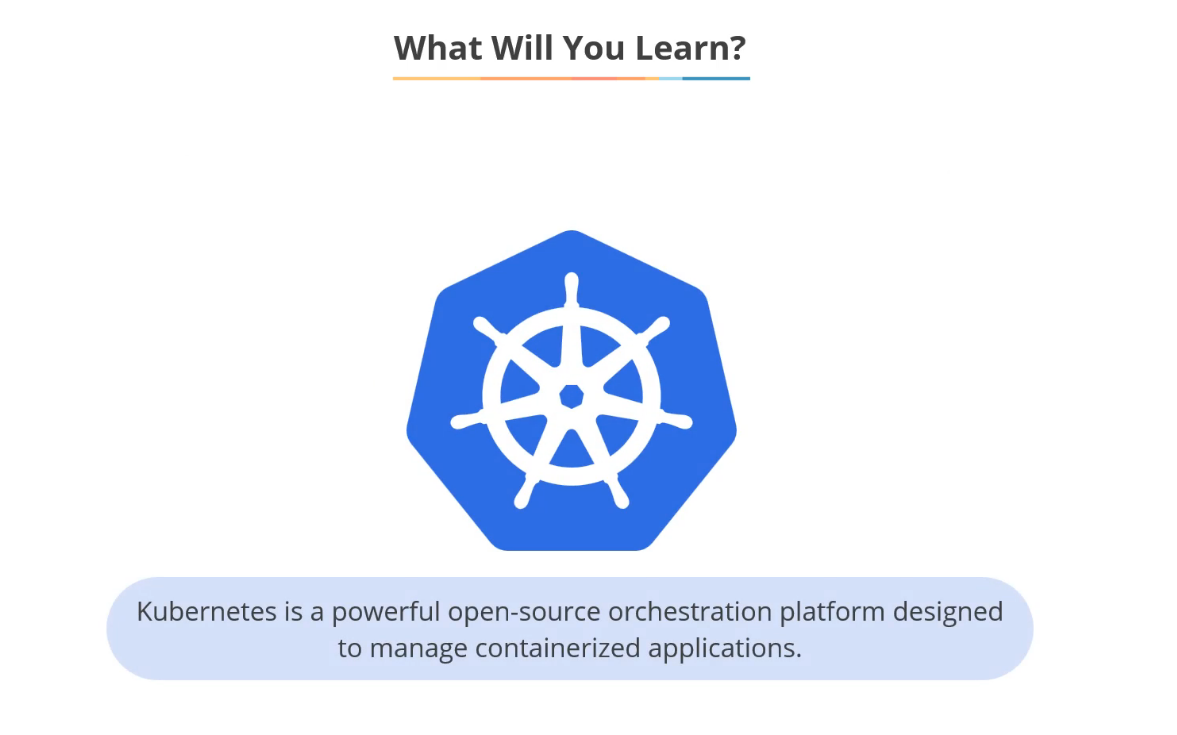 What Will You Learn?
Kubernetes is a powerful open-source orchestration platform designed
to manage containerized applications.